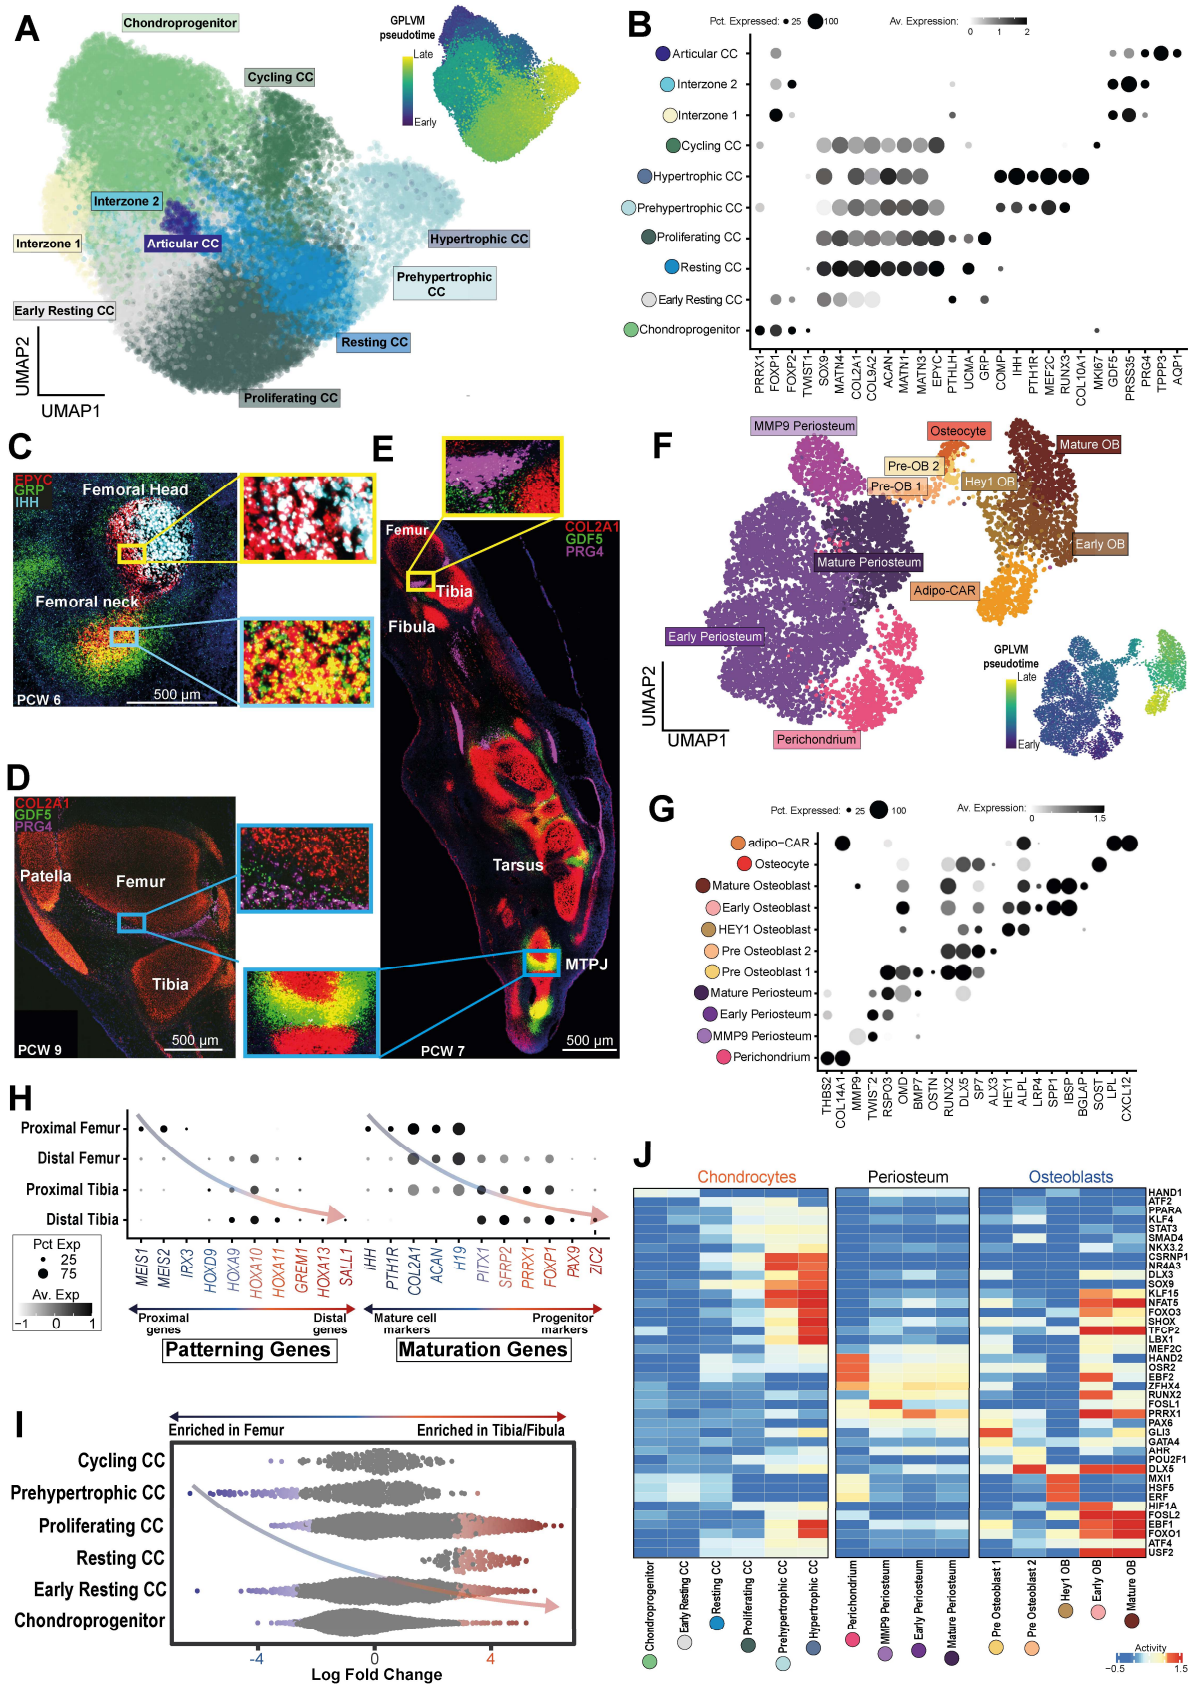 A
Chondroprogenitor
GPLVM
pseudotime
Late
Early
Cycling CC
Interzone 2
Interzone 1
Articular CC
Hypertrophic CC
Prehypertrophic
CC
Early Resting CC
Resting CC
Proliferating CC
UMAP2
UMAP1
B
Pct. Expressed: 25 100
Av. Expression:
0 1 2
Articular CC
Interzone 2
Interzone 1
Cycling CC
Hypertrophic CC
Prehypertrophic CC
Proliferating CC
Resting CC
Early Resting CC
Chondroprogenitor
PRRX1
FOXP1
FOXP2
TWIST1
SOX9
MATN4
COL2A1
COL9A2
ACAN
MATN1
MATN3
EPYC
PTHLH
UCMA
GRP
COMP
IHH
PTH1R
MEF2C
RUNX3
COL10A1
MKI67
GDF5
PRSS35
PRG4
TPPP3
AQP1
C
EPYC
GRP
IHH
Femoral Head
Femoral neck
PCW 6
500 µm
D
COL2A1
GDF5
PRG4
Patella
Femur
Tibia
PCW 9
500 µm
E
COL2A1
GDF5
PRG4
Femur
Tibia
Fibula
Tarsus
MTPJ
PCW 7
500 µm
F
MMP9 Periosteum
Osteocyte
Mature OB
Pre-OB 2
Pre-OB 1
Hey1 OB
Early OB
Mature Periosteum
Adipo-CAR
Early Periosteum
Perichondrium
UMAP2
UMAP1
GPLVM
pseudotime
Late
Early
G
Pct. Expressed: 25 100
Av. Expression:
0 1.5
adipo-CAR
Osteocyte
Mature Osteoblast
Early Osteoblast
HEY1 Osteoblast
Pre Osteoblast 2
Pre Osteoblast 1
Mature Periosteum
Early Periosteum
MMP9 Periosteum
Perichondrium
THBS2
COL14A1
MMP9
TWIST2
RSPO3
OMD
BMP7
OSTN
RUNX2
DLX5
SP7
ALX3
HEY1
ALPL
LRP4
SPP1
IBSP
BGLAP
SOST
LPL
CXCL12
H
Proximal Femur
Distal Femur
Proximal Tibia
Distal Tibia
Pct Exp
25
75
Av. Exp
−1 0 1
MEIS1
MEIS2
IRX3
HOXD9
HOXA9
HOXA10
HOXA11
GREM1
HOXA13
SALL1
iHH
PTH1R
COL2A1
ACAN
H19
PITX1
SFRP2
PRRX1
FOXP1
PAX9
ZIC2
Proximal
genes
Distal
genes
Mature cell
markers
Progenitor
markers
Patterning Genes
Maturation Genes
I
Enriched in Femur
Enriched in Tibia/Fibula
Cycling CC
Prehypertrophic CC
Proliferating CC
Resting CC
Early Resting CC
Chondroprogenitor
-4 0 4
Log Fold Change
J
Chondrocytes
Periosteum
Osteoblasts
HAND1
ATF2
PPARA
KLF4
STAT3
SMAD4
NKX3.2
CSRNP1
NR4A3
DLX3
SOX9
KLF15
NFAT5
FOXO3
SHOX
TFCP2
LBX1
MEF2C
HAND2
OSR2
EBF2
ZFHX4
RUNX2
FOSL1
PRRX1
PAX6
GLI3
GATA4
AHR
POU2F1
DLX5
MXI1
HSF5
ERF
HIF1A
FOSL2
EBF1
FOXO1
ATF4
USF2
Chondroprogenitor
Early Resting CC
Resting CC
Proliferating CC
Prehypertrophic CC
Hypertrophic CC
Perichondrium
MMP9 Periosteum
Early Periosteum
Mature Periosteum
Pre Osteoblast 1
Pre Osteoblast 2
Hey1 OB
Early OB
Mature OB
Activity
−0.5 1.5